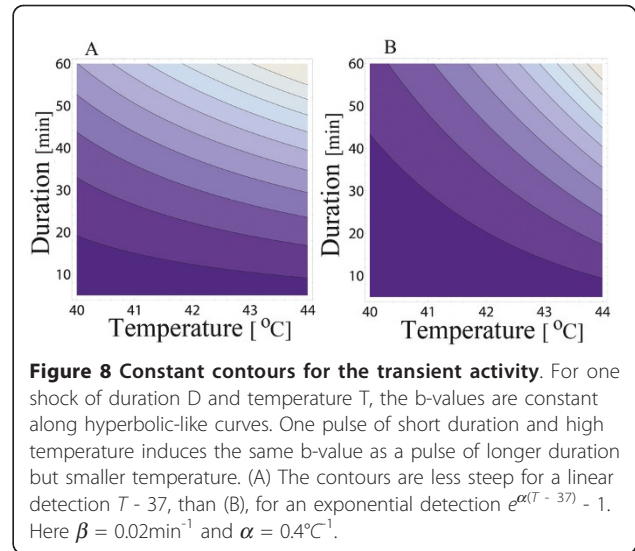 A
B
60
50
40
30
20
10
Duration [min]
40
41
42
43
44
Temperature [ °C]
60
50
40
30
20
10
Duration [min]
40
41
42
43
44
Temperature [ °C]
Figure 8 Constant contours for the transient activity. For one
shock of duration D and temperature T, the b-values are constant
along hyperbolic-like curves. One pulse of short duration and high
temperature induces the same b-value as a pulse of longer duration
but smaller temperature. (A) The contours are less steep for a linear
detection T - 37, than (B), for an exponential detection e^α(T - 37) - 1.
Here β = 0.02min⁻¹ and α = 0.4°C⁻¹.